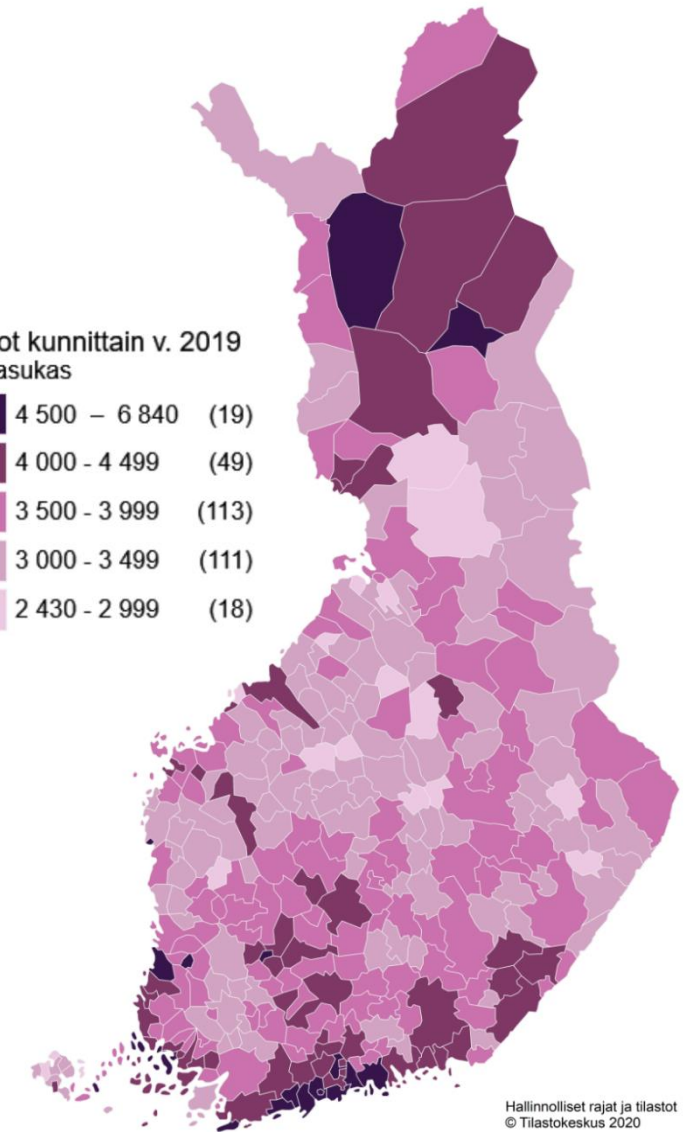 ot kunnittain v. 2019
asukas
4 500 – 6 840 (19)
4 000 - 4 499 (49)
3 500 - 3 999 (113)
3 000 - 3 499 (111)
2 430 - 2 999 (18)
Hallinnolliset rajat ja tilastot
© Tilastokeskus 2020